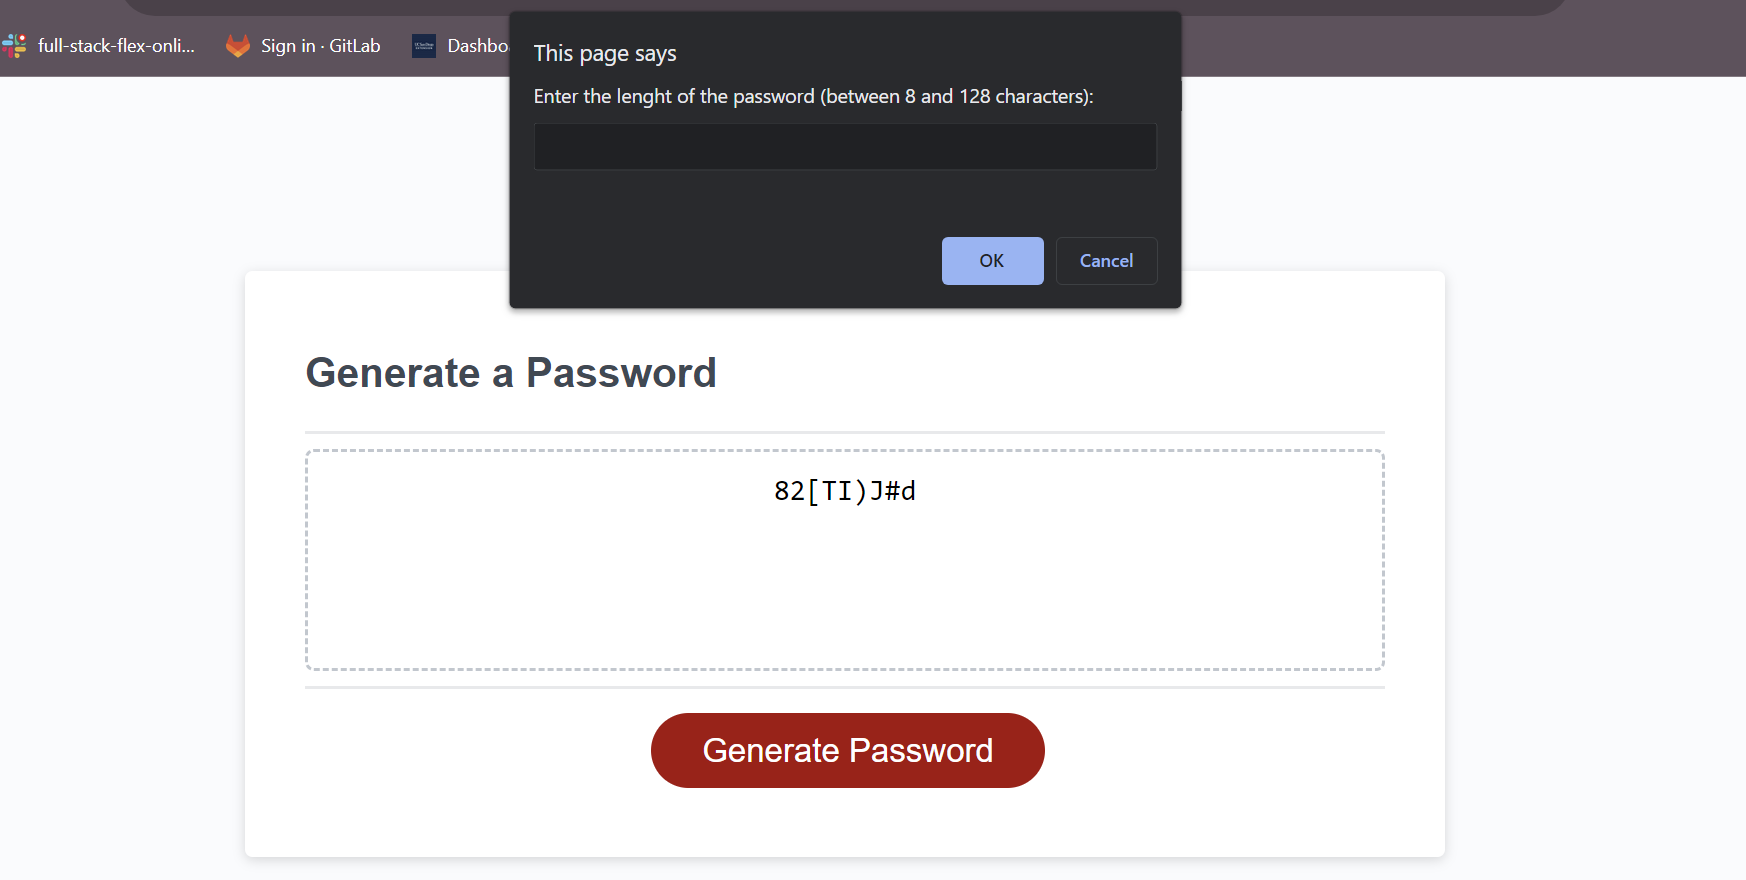 full-stack-flex-onli...
Sign in · GitLab
Dashbo
This page says
Enter the lenght of the password (between 8 and 128 characters):
OK
Cancel
Generate a Password
82[TI)J#d
Generate Password